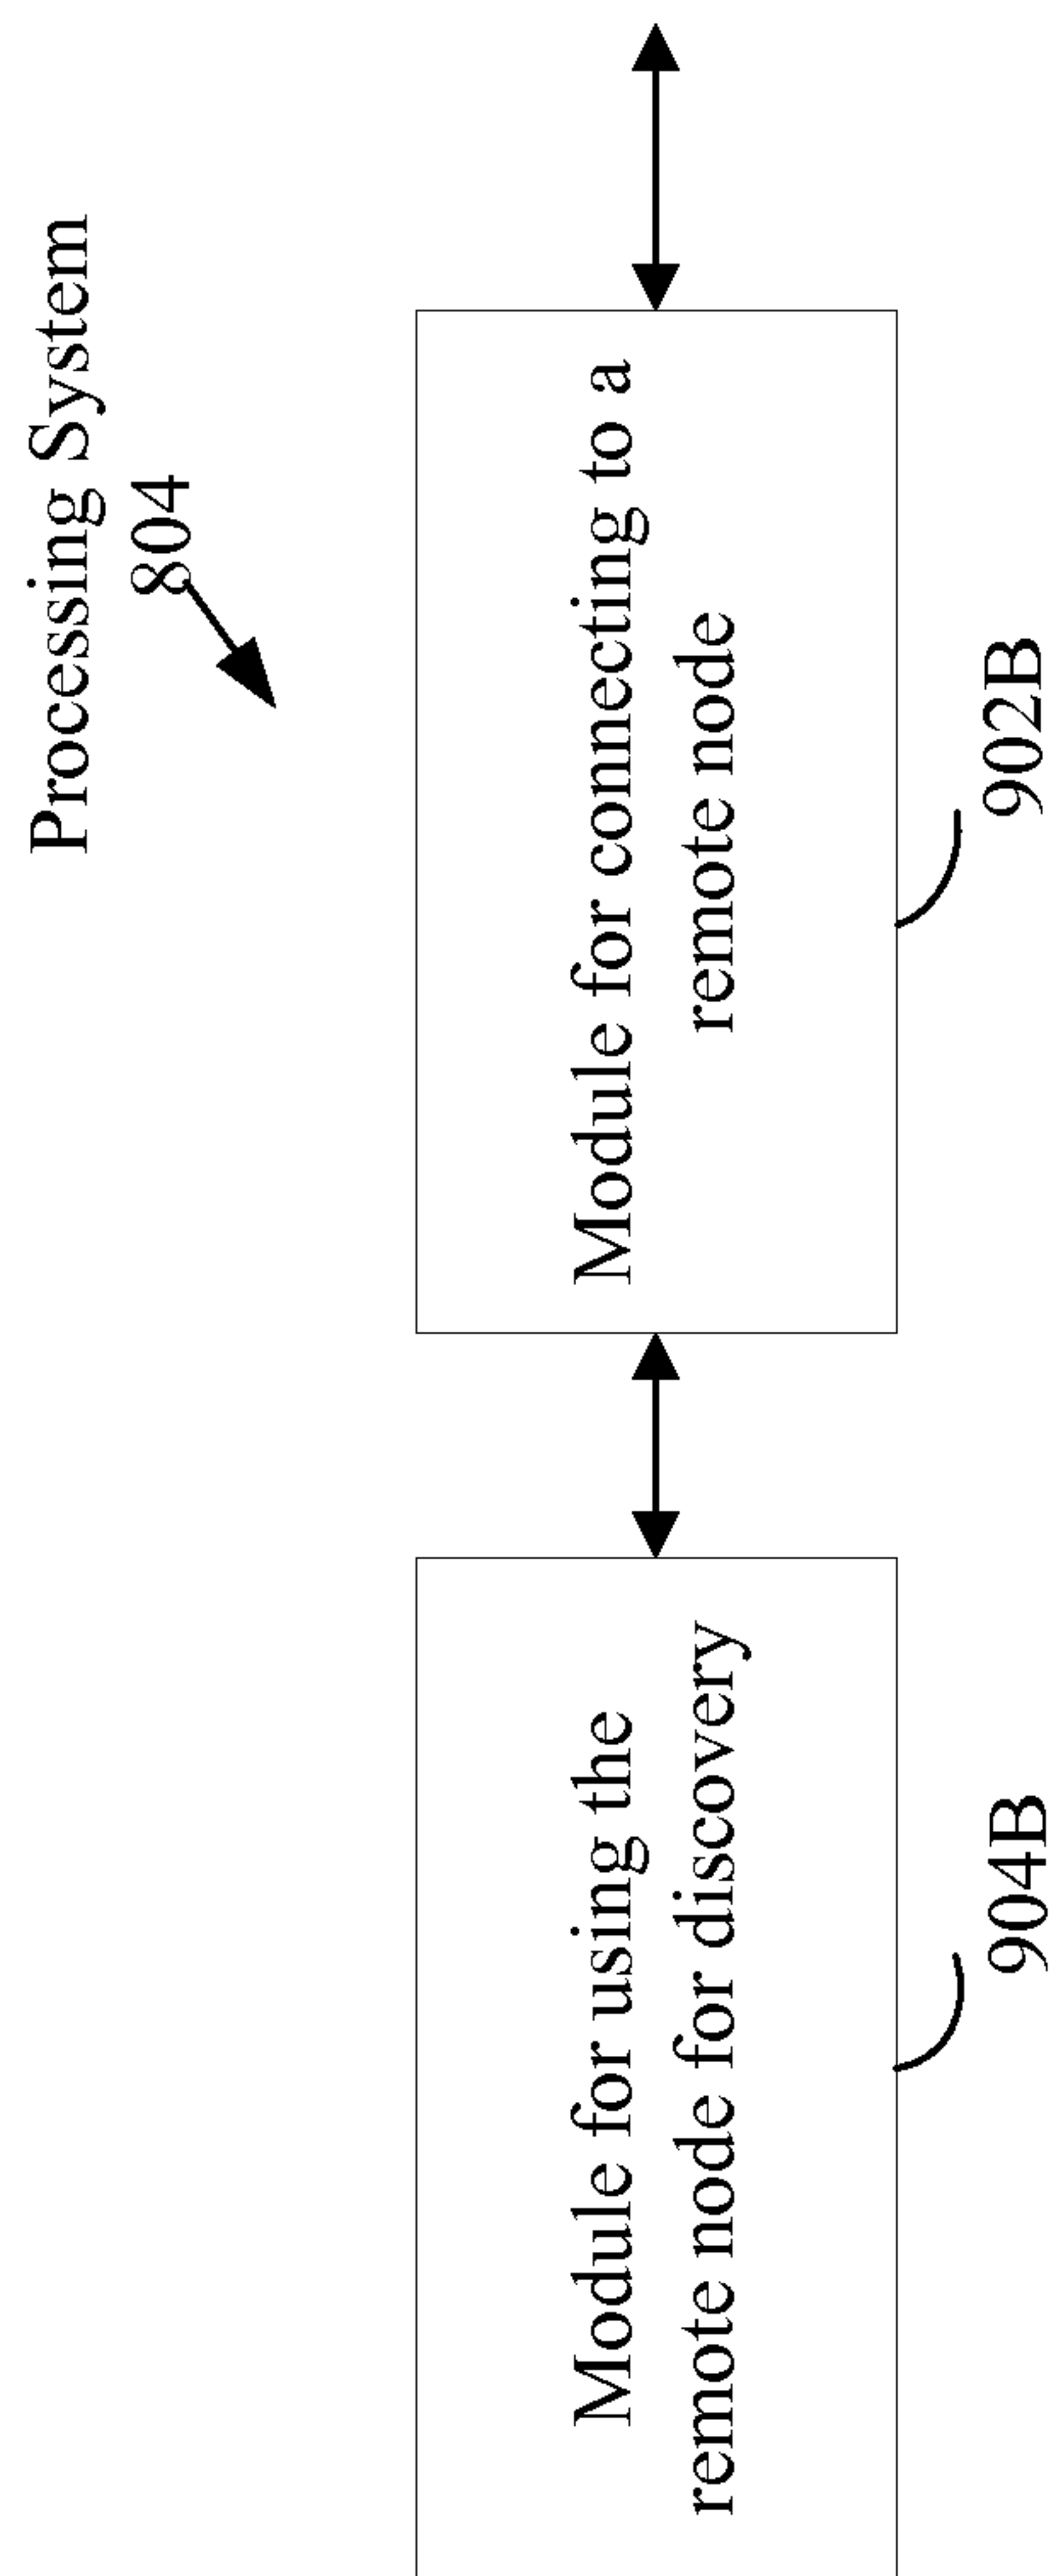 Processing System
804
Module for using the
remote node for discovery
904B
Module for connecting to a
remote node
902B